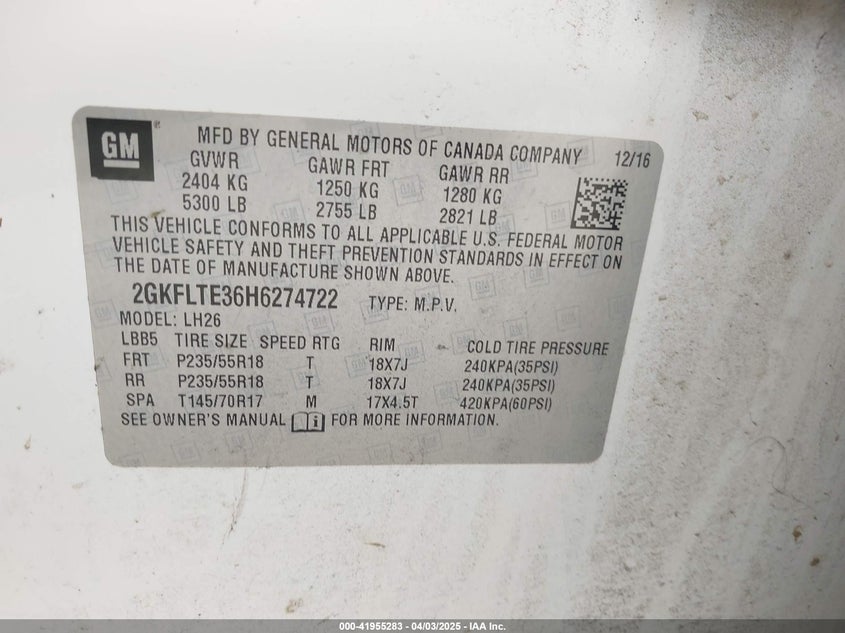 GM
MFD BY GENERAL MOTORS OF CANADA COMPANY 12/16
GVWR GAWR FRT GAWR RR
2404 KG 1250 KG 1280 KG
5300 LB 2755 LB 2821 LB
THIS VEHICLE CONFORMS TO ALL APPLICABLE U.S. FEDERAL MOTOR
VEHICLE SAFETY AND THEFT PREVENTION STANDARDS IN EFFECT ON
THE DATE OF MANUFACTURE SHOWN ABOVE.
2GKFLTE36H6274722 TYPE: M.P.V.
MODEL: LH26
LBB5 TIRE SIZE SPEED RTG RIM COLD TIRE PRESSURE
FRT P235/55R18 T 18X7J 240KPA(35PSI)
RR P235/55R18 T 18X7J 240KPA(35PSI)
SPA T145/70R17 M 17X4.5T 420KPA(60PSI)
SEE OWNER'S MANUAL i FOR MORE INFORMATION.
000-41955283 - 04/03/2025 - IAA Inc.